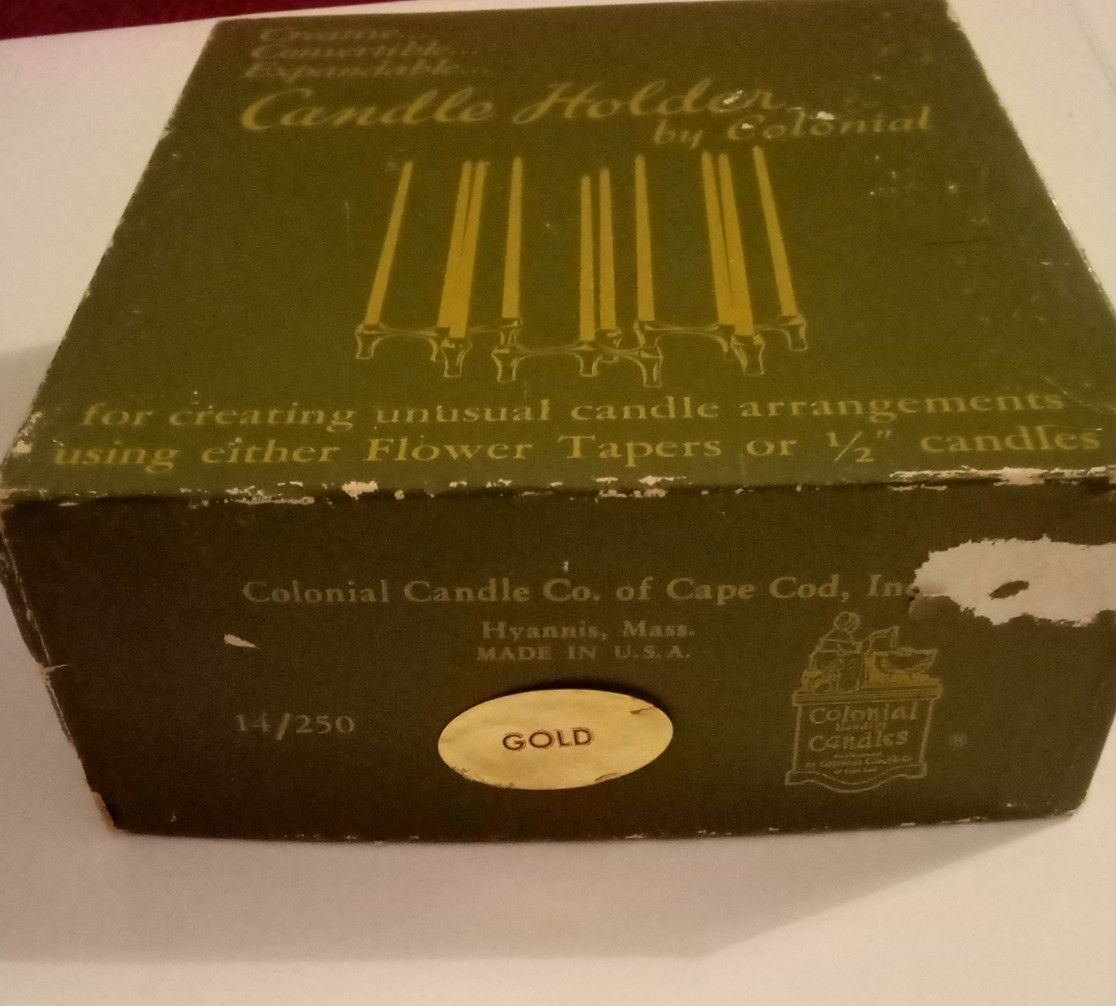 Creative...
Convertible...
Expandable...
Candle Holder
by Colonial
for creating unusual candle arrangements
using either Flower Tapers or 1/2" candles
Colonial Candle Co. of Cape Cod,
Hyannis, Mass.
MADE IN U.S.A.
14/250
GOLD
Colonial
Candles
®